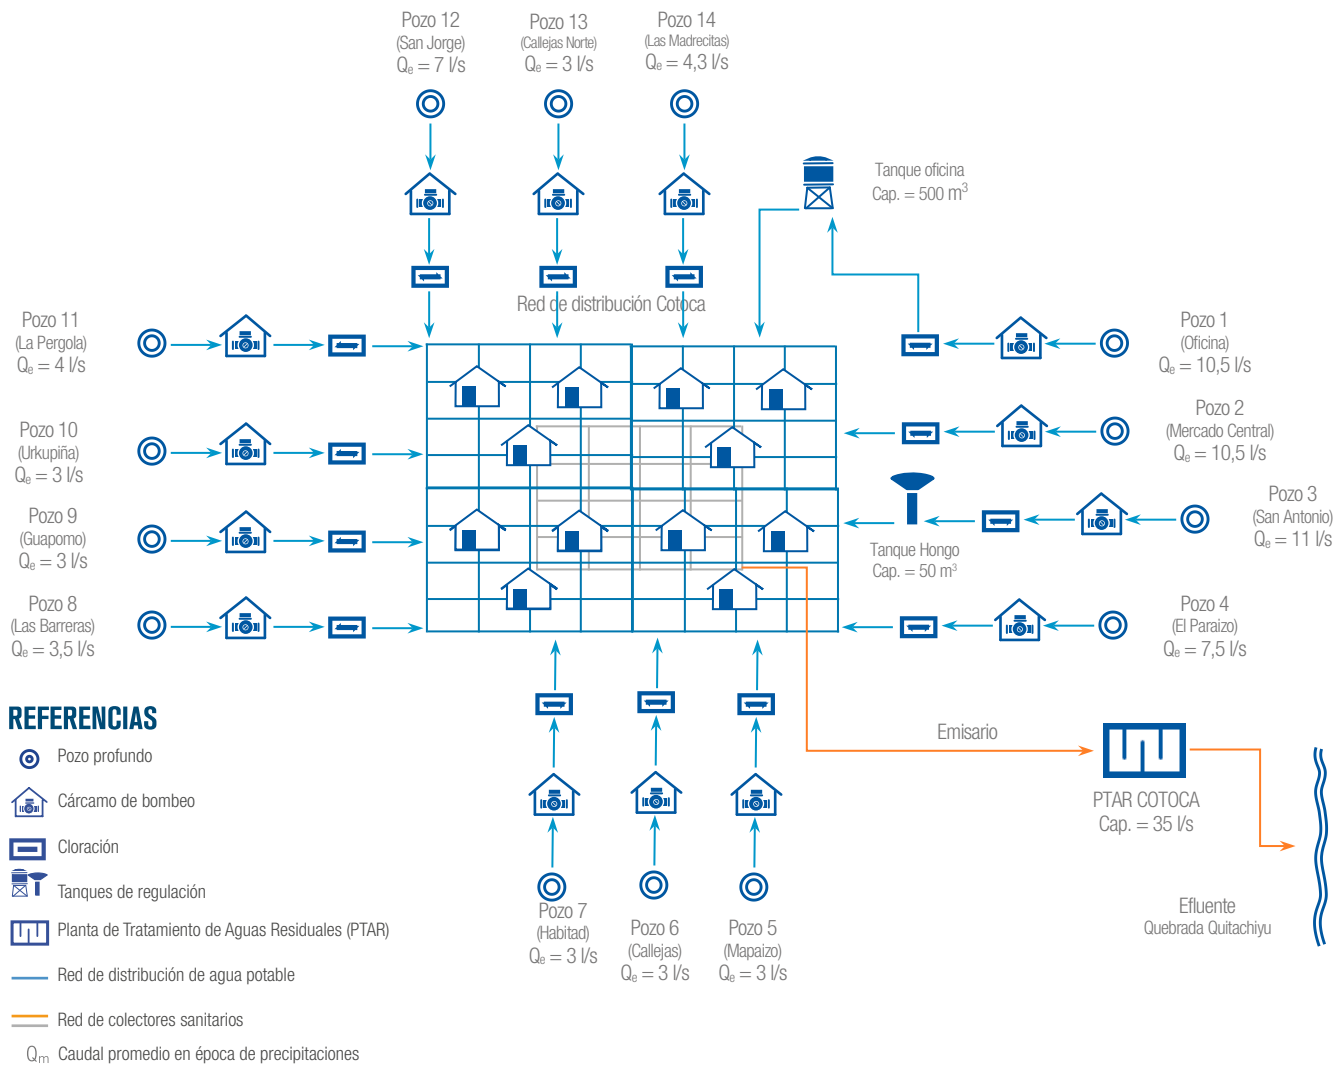 Pozo 12
(San Jorge)
Qe = 7 l/s
Pozo 13
(Callejas Norte)
Qe = 3 l/s
Pozo 14
(Las Madrecitas)
Qe = 4,3 l/s
Tanque oficina
Cap. = 500 m³
Red de distribución Cotoca
Pozo 11
(La Pergola)
Qe = 4 l/s
Pozo 10
(Urkupiña)
Qe = 3 l/s
Pozo 9
(Guapomo)
Qe = 3 l/s
Pozo 8
(Las Barreras)
Qe = 3,5 l/s
Pozo 1
(Oficina)
Qe = 10,5 l/s
Pozo 2
(Mercado Central)
Qe = 10,5 l/s
Pozo 3
(San Antonio)
Qe = 11 l/s
Tanque Hongo
Cap. = 50 m³
Pozo 4
(El Paraizo)
Qe = 7,5 l/s
Pozo 7
(Habitad)
Qe = 3 l/s
Pozo 6
(Callejas)
Qe = 3 l/s
Pozo 5
(Mapaizo)
Qe = 3 l/s
Emisario
PTAR COTOCA
Cap. = 35 l/s
Efluente
Quebrada Quitachiyu
REFERENCIAS
Pozo profundo
Cárcamo de bombeo
Cloración
Tanques de regulación
Planta de Tratamiento de Aguas Residuales (PTAR)
Red de distribución de agua potable
Red de colectores sanitarios
Qm Caudal promedio en época de precipitaciones